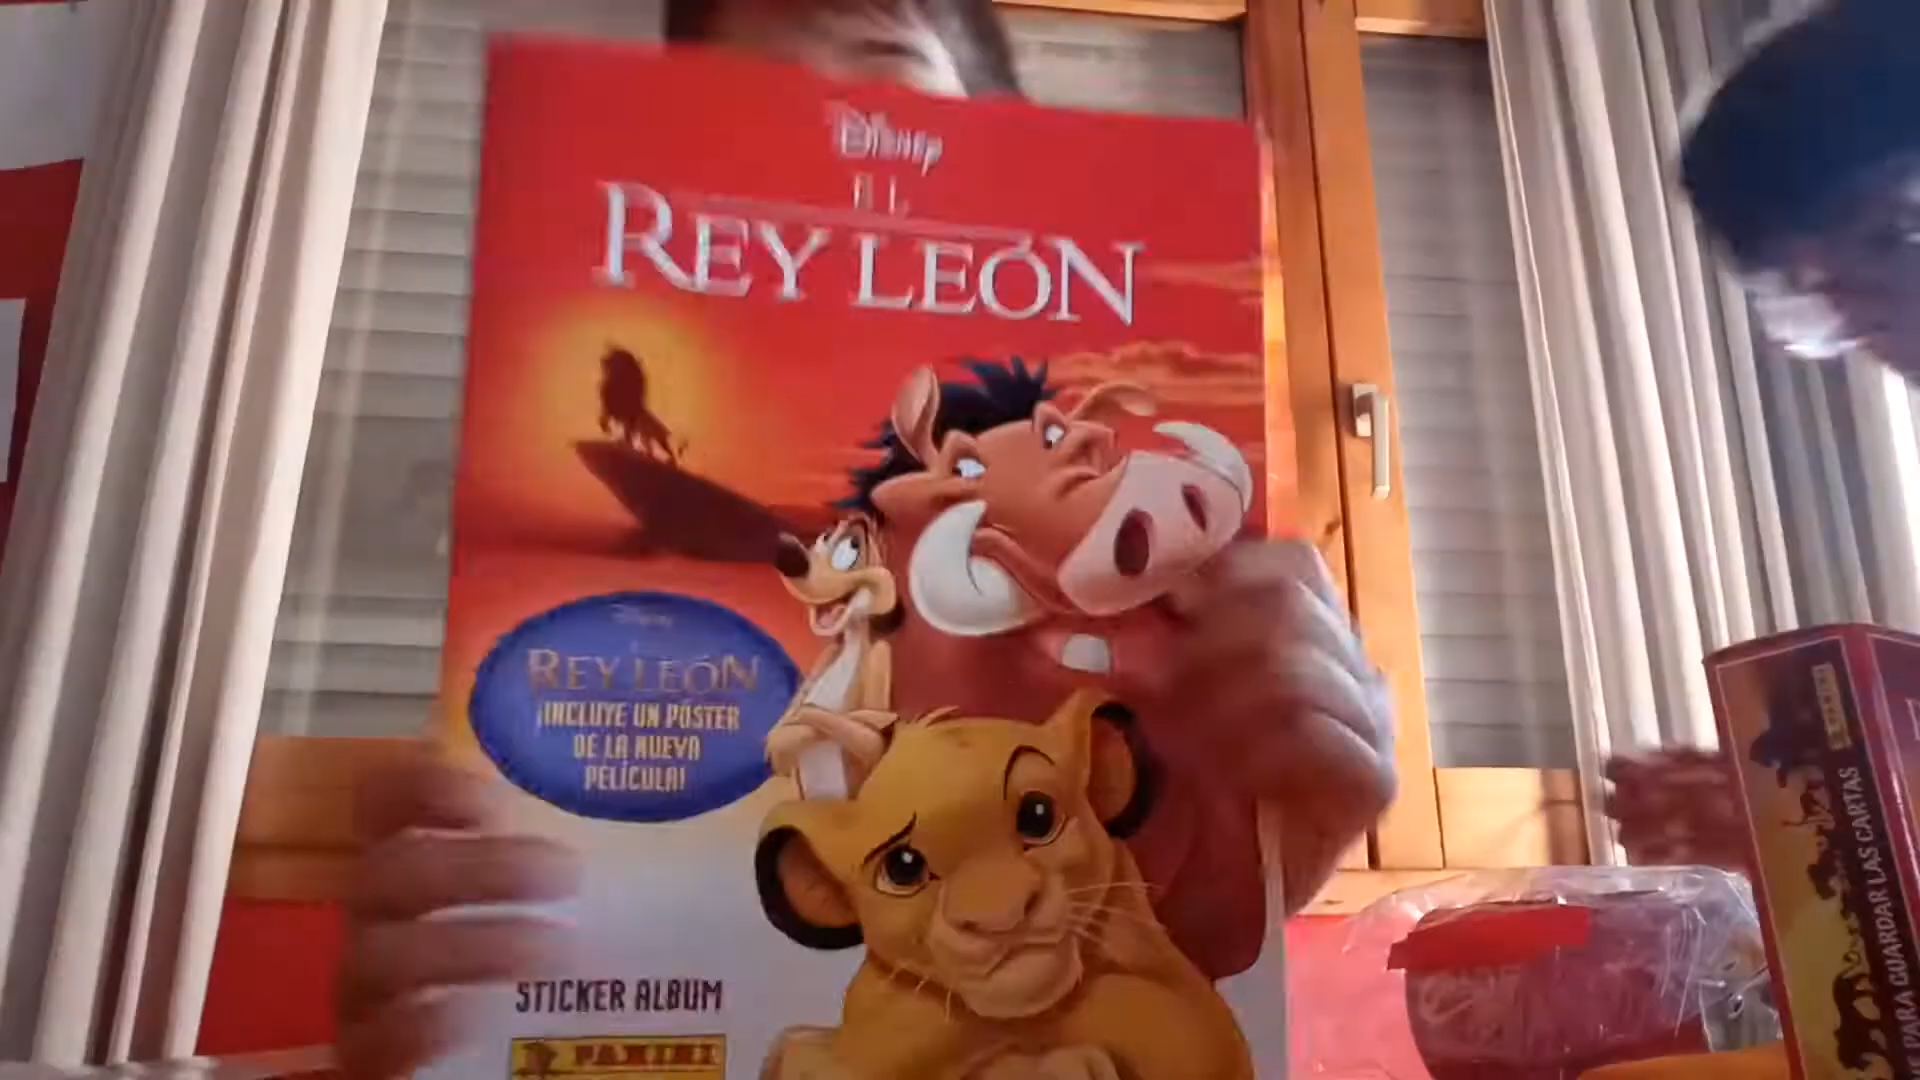 Disney
EL
REY LEÓN
Disney
REY LEÓN
¡INCLUYE UN PÓSTER
DE LA NUEVA
PELÍCULA!
STICKER ALBUM
PANINI
PANINI
PARA GUARDAR LAS CARTAS